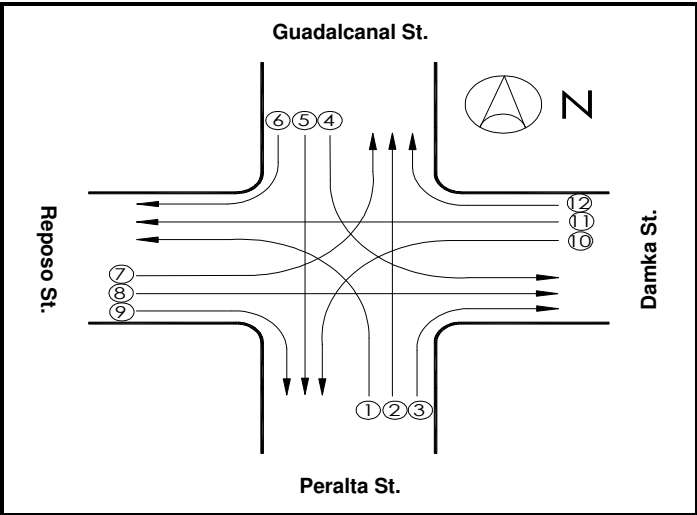 Guadalcanal St.
6 5 4
N
12
11
10
Reposo St.
Damka St.
7
8
9
1 2 3
Peralta St.